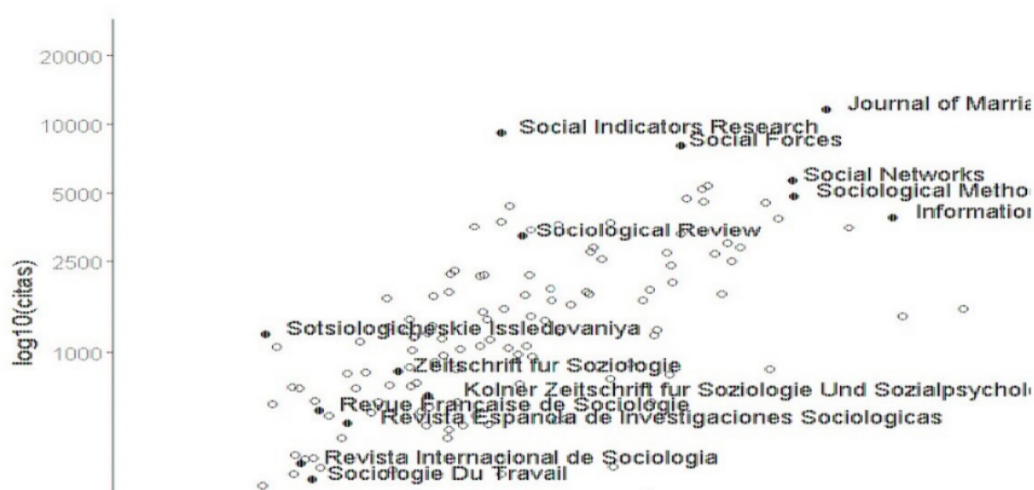 20000
Journal of Marria
10000
Social Indicators Research
Social Forces
Social Networks
5000
Sociological Metho
Information
Sociological Review
2500
log10(citas)
Sotsiologicheskie Issledovaniya
1000
Zeitschrift fur Soziologie
Kolner Zeitschrift fur Soziologie Und Sozialpsychol
Revue Francaise de Sociologie
Revista Espanola de Investigaciones Sociologicas
Revista Internacional de Sociologia
Sociologie Du Travail